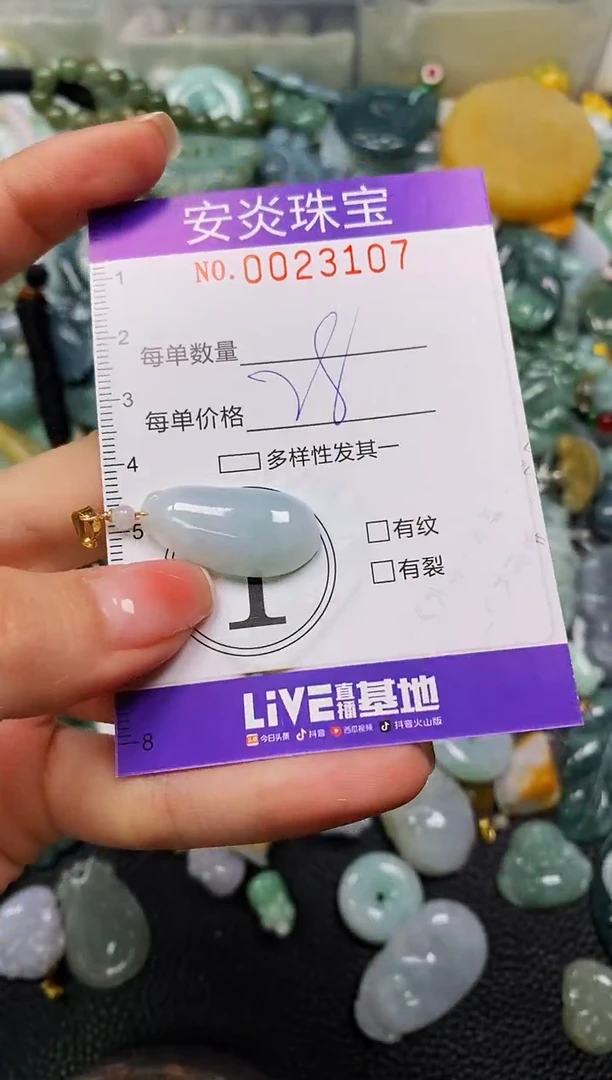 安炎珠宝
NO.0023107
1
2
每单数量
3
每单价格
4
多样性发其一
5
有纹
有裂
1
LiVE直播基地
8
今日头条 抖音 西瓜视频 抖音火山版